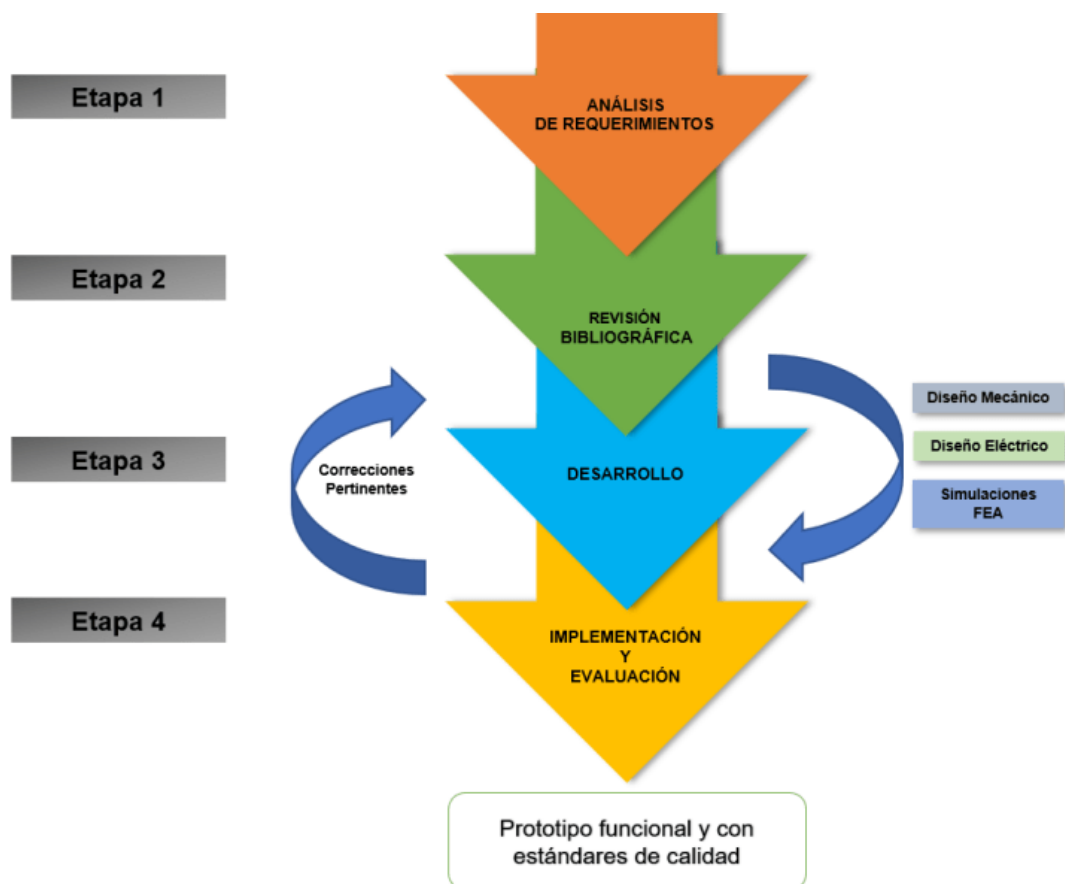 Etapa 1
ANÁLISIS
DE REQUERIMIENTOS
Etapa 2
REVISIÓN
BIBLIOGRÁFICA
Diseño Mecánico
Etapa 3
Correcciones
Pertinentes
DESARROLLO
Diseño Eléctrico
Simulaciones
FEA
Etapa 4
IMPLEMENTACIÓN
Y
EVALUACIÓN
Prototipo funcional y con
estándares de calidad